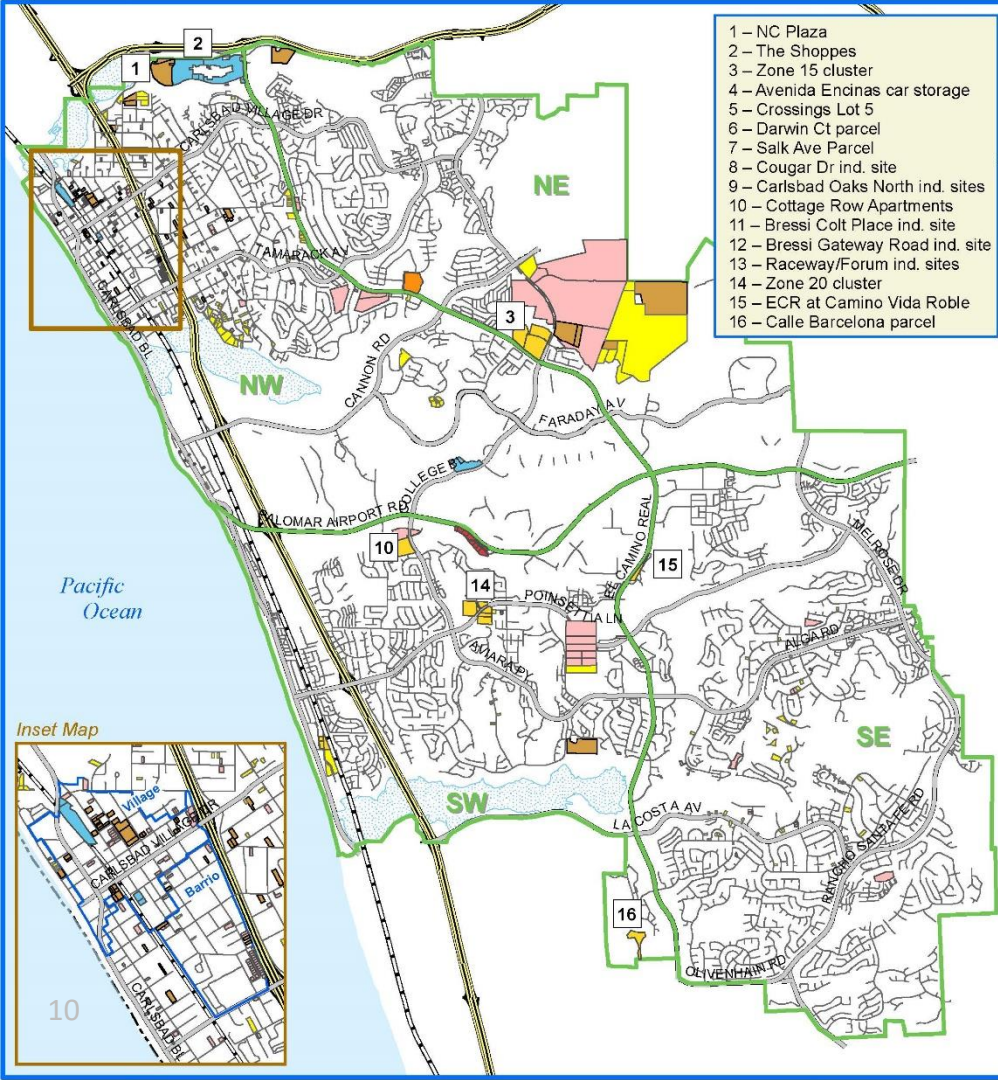 1 – NC Plaza
2 – The Shoppes
3 – Zone 15 cluster
4 – Avenida Encinas car storage
5 – Crossings Lot 5
6 – Darwin Ct parcel
7 – Salk Ave Parcel
8 – Cougar Dr ind. site
9 – Carlsbad Oaks North ind. sites
10 – Cottage Row Apartments
11 – Bressi Colt Place ind. site
12 – Bressi Gateway Road ind. site
13 – Raceway/Forum ind. sites
14 – Zone 20 cluster
15 – ECR at Camino Vida Roble
16 – Calle Barcelona parcel
2
1
CARLSBAD VILLAGE DR
NE
TAMARACK AV
CARLSBAD BL
3
NW
CANNON RD
FARADAY AV
COLLEGE BL
PALOMAR AIRPORT RD
EL CAMINO REAL
MELROSE DR
10
15
14
POINSETTIA LN
Pacific
Ocean
ALGA RD
AVIARA PY
SE
SW
LA COSTA AV
RANCHO SANTA FE RD
16
OLIVENHAIN RD
Inset Map
Village
CARLSBAD VILLAGE DR
Barrio
CARLSBAD BL
10